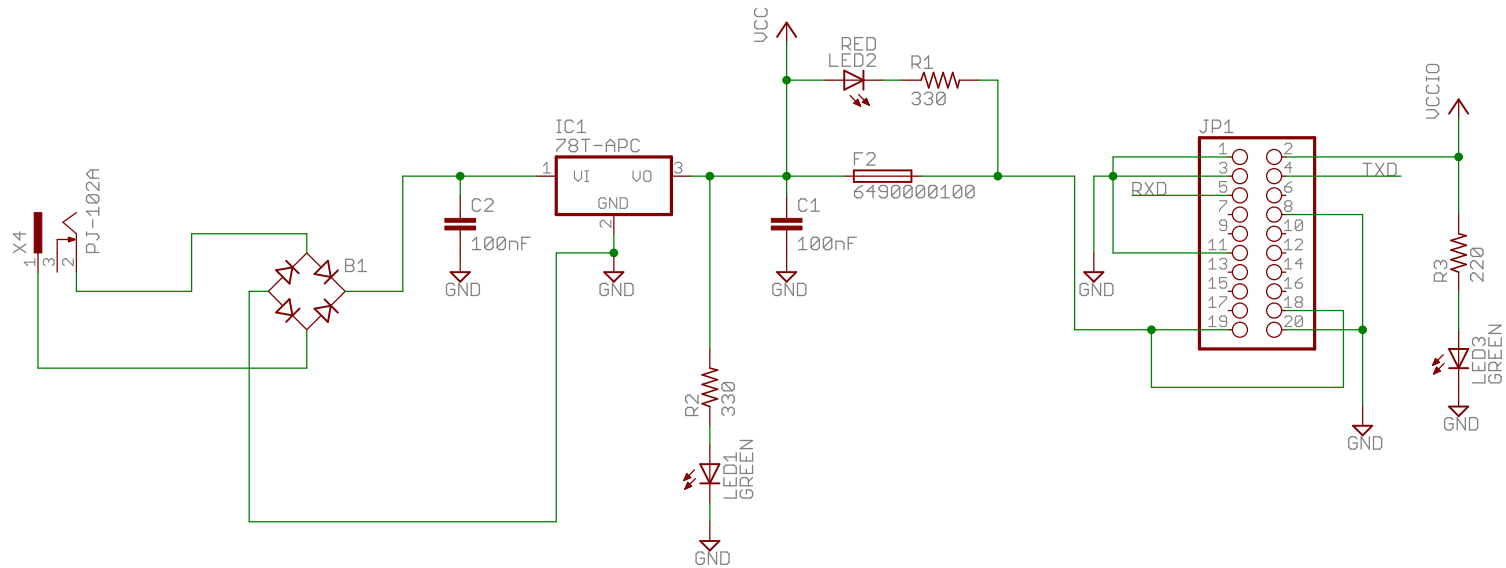 X4
1
3
2
PJ-102A
B1
C2
100nF
GND
IC1
78T-APC
1
VI
VO
3
GND
2
GND
VCC
RED
LED2
R1
330
F2
6490000100
C1
100nF
GND
R2
330
LED1
GREEN
GND
GND
RXD
JP1
1 2
3 4
5 6
7 8
9 10
11 12
13 14
15 16
17 18
19 20
TXD
GND
VCCIO
R3
220
LED3
GREEN
GND